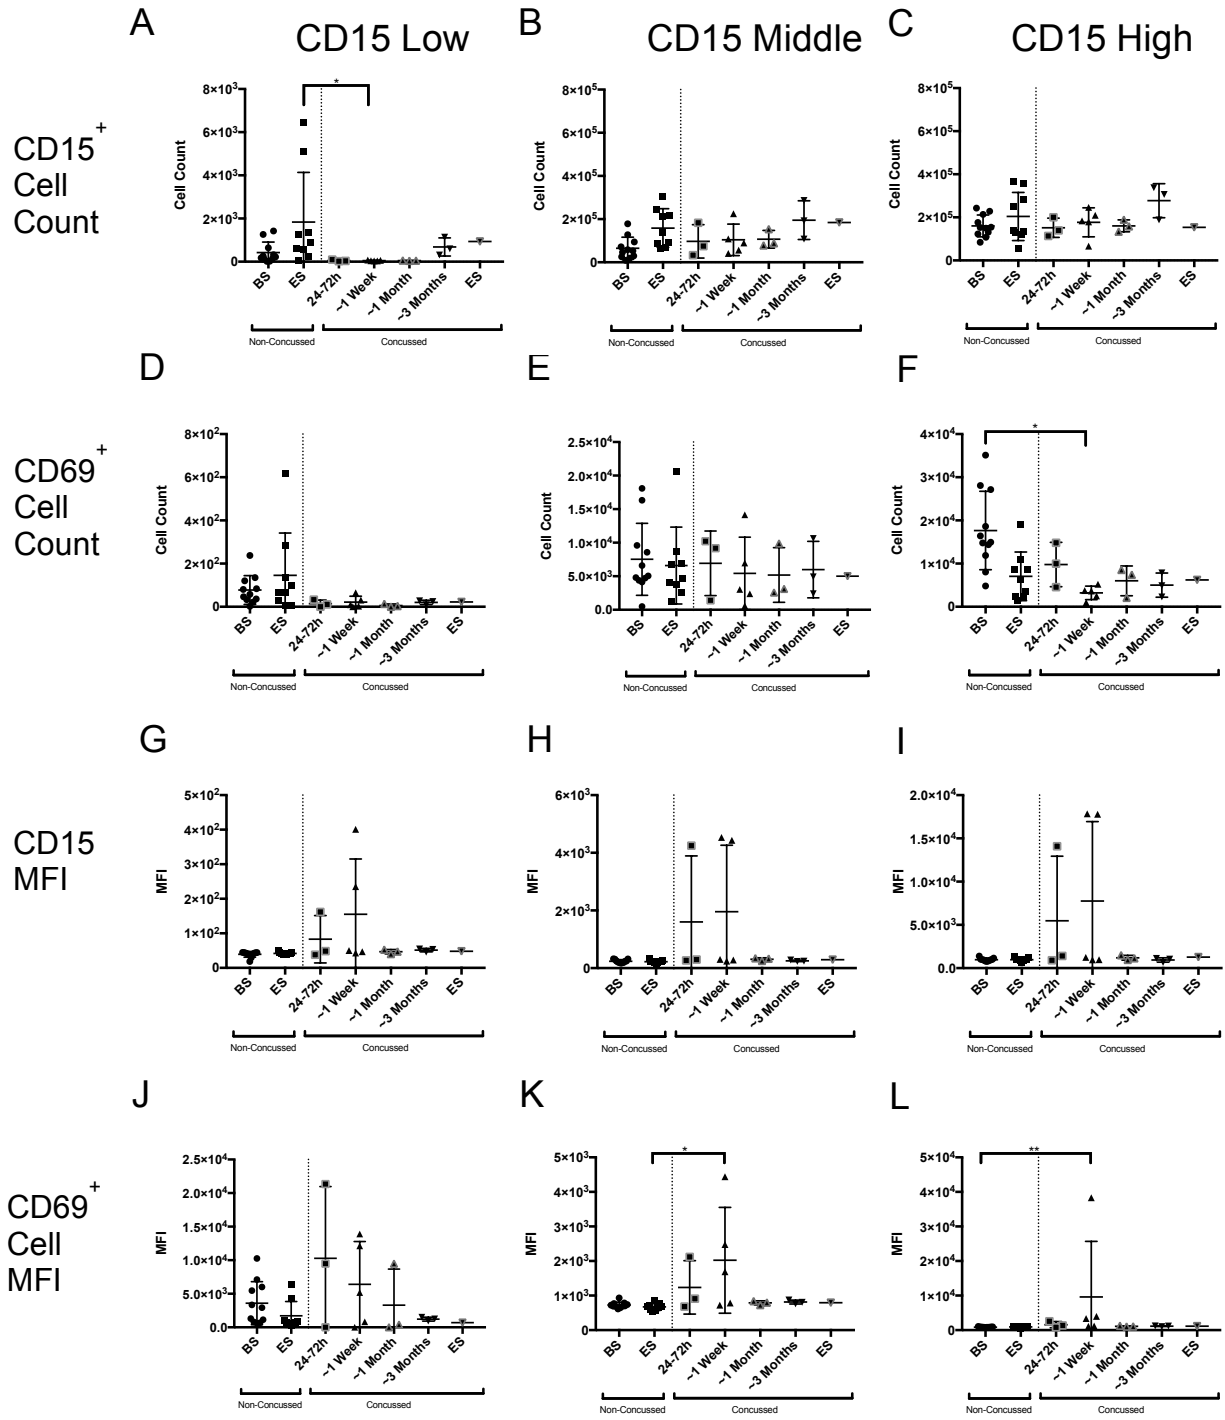 A
CD15 Low
B
CD15 Middle
C
CD15 High
CD15+
Cell
Count
Cell Count
8×10³
6×10³
4×10³
2×10³
0
*
BS
ES
24-72h
~1 Week
~1 Month
~3 Months
ES
Non-Concussed
Concussed
Cell Count
8×10⁵
6×10⁵
4×10⁵
2×10⁵
0
BS
ES
24-72h
~1 Week
~1 Month
~3 Months
ES
Non-Concussed
Concussed
Cell Count
8×10⁵
6×10⁵
4×10⁵
2×10⁵
0
BS
ES
24-72h
~1 Week
~1 Month
~3 Months
ES
Non-Concussed
Concussed
D
E
F
CD69+
Cell
Count
Cell Count
8×10²
6×10²
4×10²
2×10²
0
BS
ES
24-72h
~1 Week
~1 Month
~3 Months
ES
Non-Concussed
Concussed
Cell Count
2.5×10⁴
2.0×10⁴
1.5×10⁴
1.0×10⁴
5.0×10³
0.0
BS
ES
24-72h
~1 Week
~1 Month
~3 Months
ES
Non-Concussed
Concussed
Cell Count
4×10⁴
3×10⁴
2×10⁴
1×10⁴
0
*
BS
ES
24-72h
~1 Week
~1 Month
~3 Months
ES
Non-Concussed
Concussed
G
H
I
CD15
MFI
MFI
5×10²
4×10²
3×10²
2×10²
1×10²
0
BS
ES
24-72h
~1 Week
~1 Month
~3 Months
ES
Non-Concussed
Concussed
MFI
6×10³
4×10³
2×10³
0
BS
ES
24-72h
~1 Week
~1 Month
~3 Months
ES
Non-Concussed
Concussed
MFI
2.0×10⁴
1.5×10⁴
1.0×10⁴
5.0×10³
0.0
BS
ES
24-72h
~1 Week
~1 Month
~3 Months
ES
Non-Concussed
Concussed
J
K
L
CD69+
Cell
MFI
MFI
2.5×10⁴
2.0×10⁴
1.5×10⁴
1.0×10⁴
5.0×10³
0.0
BS
ES
24-72h
~1 Week
~1 Month
~3 Months
ES
Non-Concussed
Concussed
MFI
5×10³
4×10³
3×10³
2×10³
1×10³
0
*
BS
ES
24-72h
~1 Week
~1 Month
~3 Months
ES
Non-Concussed
Concussed
MFI
5×10⁴
4×10⁴
3×10⁴
2×10⁴
1×10⁴
0
**
BS
ES
24-72h
~1 Week
~1 Month
~3 Months
ES
Non-Concussed
Concussed